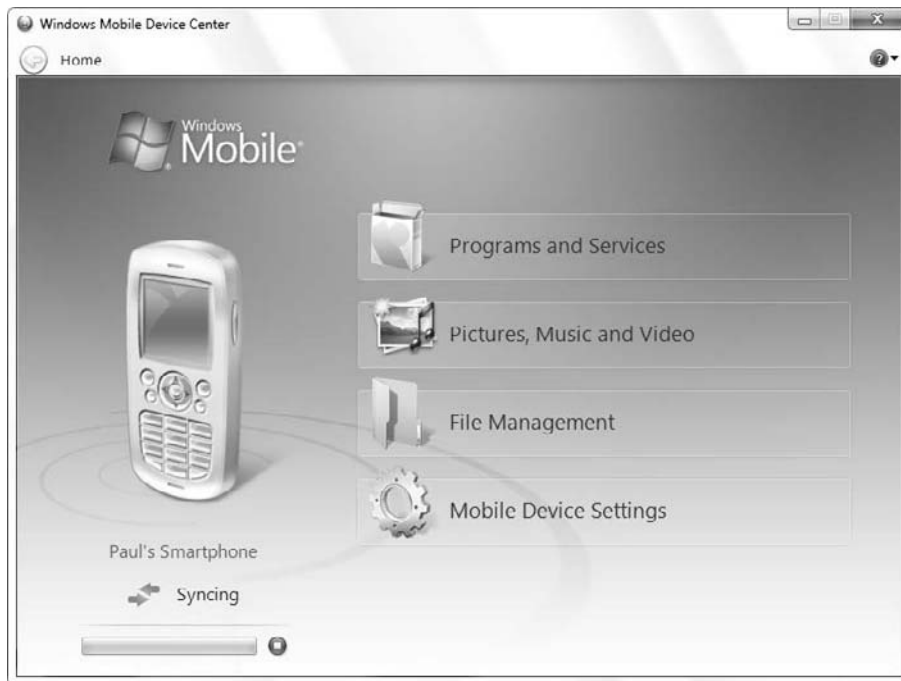 Windows Mobile Device Center
Home
Windows
Mobile
Programs and Services
Pictures, Music and Video
File Management
Mobile Device Settings
Paul's Smartphone
Syncing